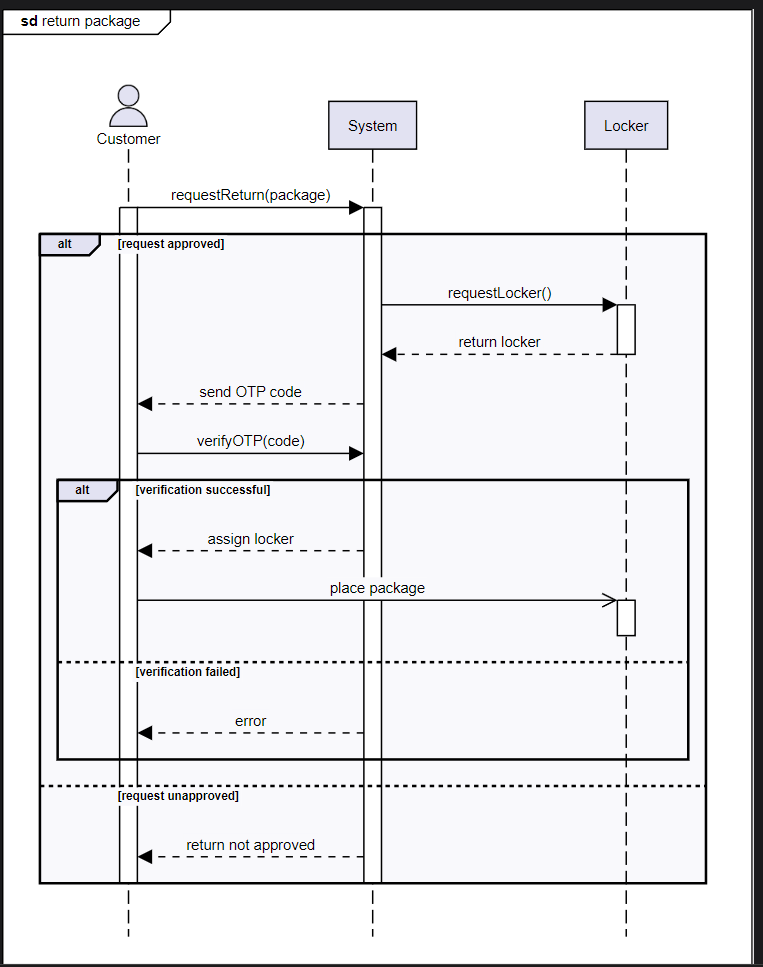 sd return package
Customer
System
Locker
requestReturn(package)
alt
[request approved]
requestLocker()
return locker
send OTP code
verifyOTP(code)
alt
[verification successful]
assign locker
place package
[verification failed]
error
[request unapproved]
return not approved